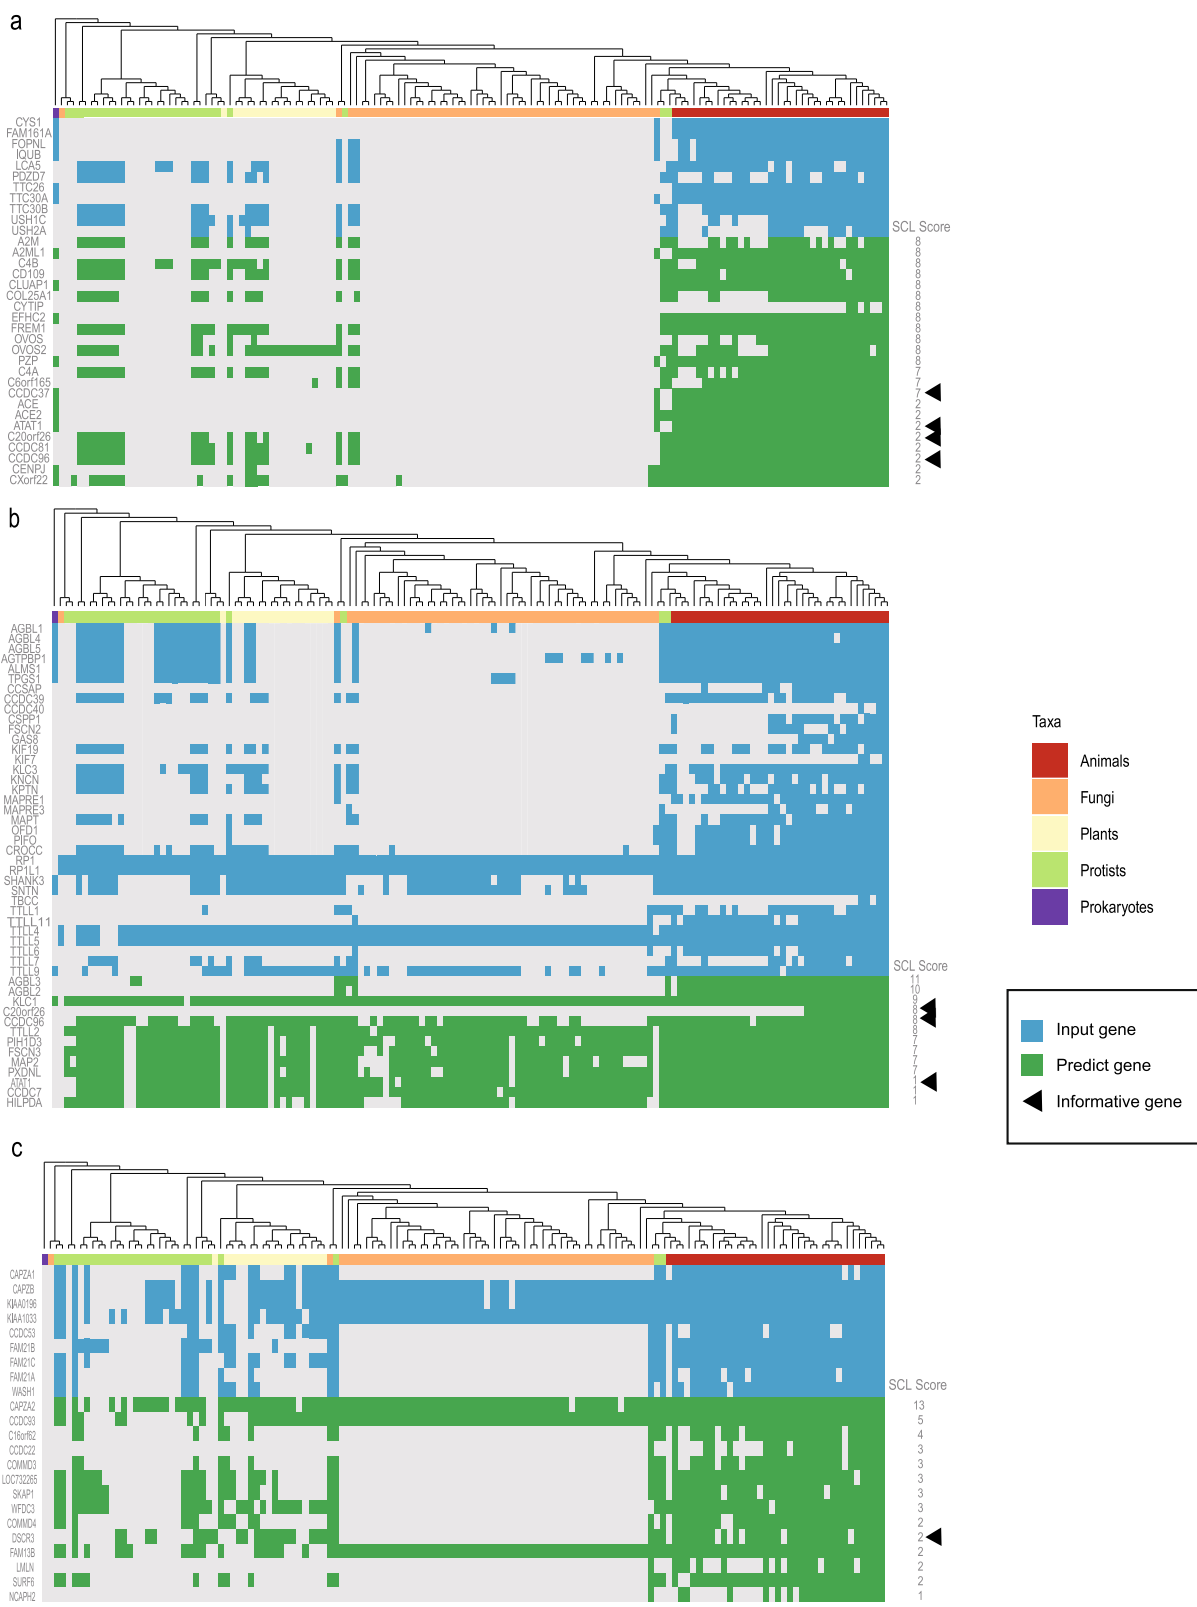 a
CYS1
FAM161A
FOPNL
IQUB
LCA5
PDZD7
TTC26
TTC30A
TTC30B
USH1C
USH2A
SCL Score
A2M 8
A2ML1 8
C4B 8
CD109 8
CLUAP1 8
COL25A1 8
CYTIP 8
EFHC2 8
FREM1 8
OVOS 8
OVOS2 8
PZP 8
C4A 7
C6orf165 7
CCDC37 7
ACE 2
ACE2 2
ATAT1 2
C20orf26 2
CCDC81 2
CCDC96 2
CENPJ 2
CXorf22 2
b
AGBL1
AGBL4
AGBL5
AGTPBP1
ALMS1
TPGS1
CCSAP
CCDC39
CCDC40
CSPP1
FSCN2
GAS8
KIF19
KIF7
KLC3
KNCN
KPTN
MAPRE1
MAPRE3
MAPT
OFD1
PIFO
CROCC
RP1
RP1L1
SHANK3
SNTN
TBCC
TTLL1
TTLL11
TTLL4
TTLL5
TTLL6
TTLL7
TTLL9
SCL Score
AGBL3 11
AGBL2 10
KLC1 9
C20orf26 8
CCDC96 8
TTLL2 8
PIH1D3 7
FSCN3 7
MAP2 7
PXDNL 7
ATAT1 1
CCDC7 1
HILPDA 1
Taxa
Animals
Fungi
Plants
Protists
Prokaryotes
Input gene
Predict gene
Informative gene
c
CAPZA1
CAPZB
KIAA0196
KIAA1033
CCDC53
FAM21B
FAM21C
FAM21A
WASH1
SCL Score
CAPZA2 13
CCDC93 5
C16orf62 4
CCDC22 3
COMMD3 3
LOC732265 3
SKAP1 3
WFDC3 3
COMMD4 2
DSCR3 2
FAM13B 2
LMLN 2
SURF6 2
NCAPH2 1